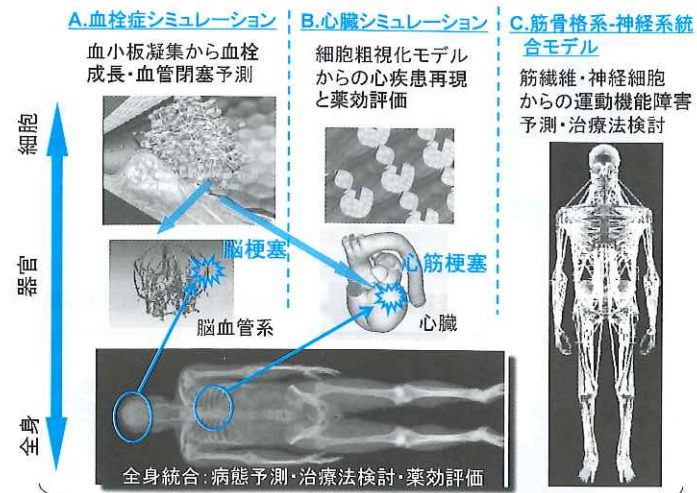 A.血栓症シミュレーション
血小板凝集から血栓
成長・血管閉塞予測
B.心臓シミュレーション
細胞粗視化モデル
からの心疾患再現
と薬効評価
C.筋骨格系-神経系統
合モデル
筋繊維・神経細胞
からの運動機能障害
予測・治療法検討
細胞
器官
全身
脳梗塞
脳血管系
心筋梗塞
心臓
全身統合:病態予測・治療法検討・薬効評価